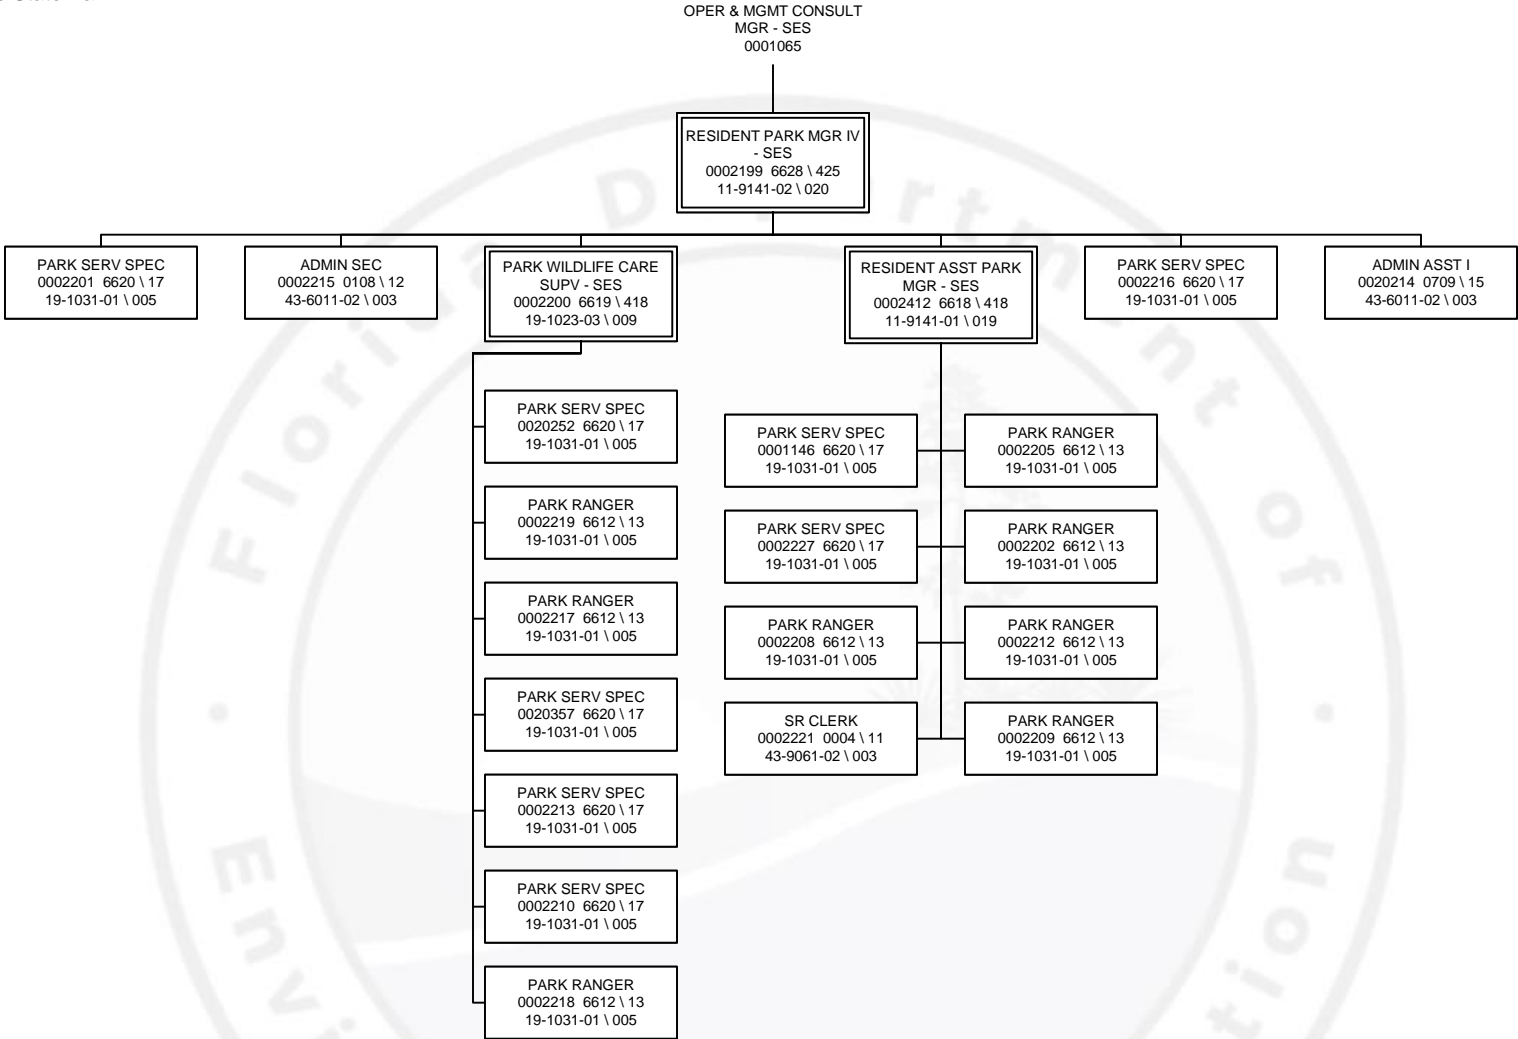 OPER & MGMT CONSULT
MGR - SES
0001065
RESIDENT PARK MGR IV
- SES
0002199 6628 \ 425
11-9141-02 \ 020
PARK SERV SPEC
0002201 6620 \ 17
19-1031-01 \ 005
ADMIN SEC
0002215 0108 \ 12
43-6011-02 \ 003
PARK WILDLIFE CARE
SUPV - SES
0002200 6619 \ 418
19-1023-03 \ 009
RESIDENT ASST PARK
MGR - SES
0002412 6618 \ 418
11-9141-01 \ 019
PARK SERV SPEC
0002216 6620 \ 17
19-1031-01 \ 005
ADMIN ASST I
0020214 0709 \ 15
43-6011-02 \ 003
PARK SERV SPEC
0020252 6620 \ 17
19-1031-01 \ 005
PARK RANGER
0002219 6612 \ 13
19-1031-01 \ 005
PARK RANGER
0002217 6612 \ 13
19-1031-01 \ 005
PARK SERV SPEC
0020357 6620 \ 17
19-1031-01 \ 005
PARK SERV SPEC
0002213 6620 \ 17
19-1031-01 \ 005
PARK SERV SPEC
0002210 6620 \ 17
19-1031-01 \ 005
PARK RANGER
0002218 6612 \ 13
19-1031-01 \ 005
PARK SERV SPEC
0001146 6620 \ 17
19-1031-01 \ 005
PARK RANGER
0002205 6612 \ 13
19-1031-01 \ 005
PARK SERV SPEC
0002227 6620 \ 17
19-1031-01 \ 005
PARK RANGER
0002202 6612 \ 13
19-1031-01 \ 005
PARK RANGER
0002208 6612 \ 13
19-1031-01 \ 005
PARK RANGER
0002212 6612 \ 13
19-1031-01 \ 005
SR CLERK
0002221 0004 \ 11
43-9061-02 \ 003
PARK RANGER
0002209 6612 \ 13
19-1031-01 \ 005
Florida D rtment of